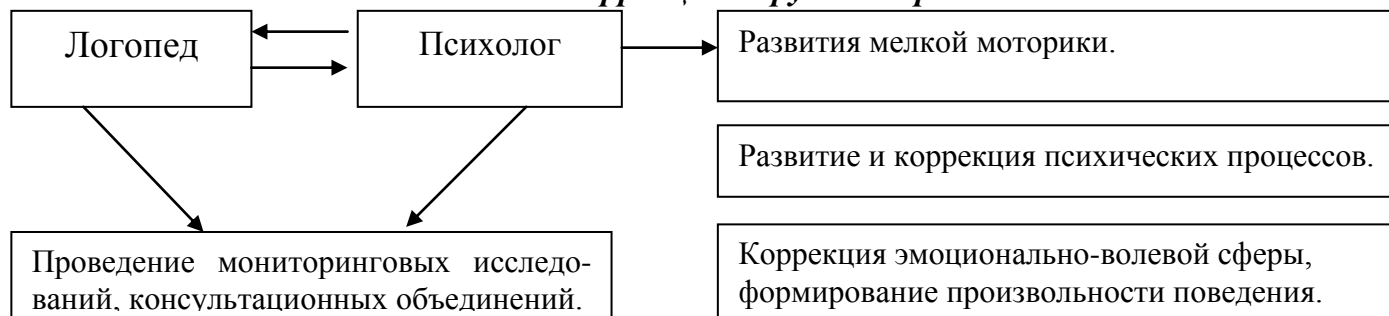 Логопед
Психолог
Развития мелкой моторики.
Развитие и коррекция психических процессов.
Проведение мониторинговых исследо-
ваний, консультационных объединений.
Коррекция эмоционально-волевой сферы,
формирование произвольности поведения.